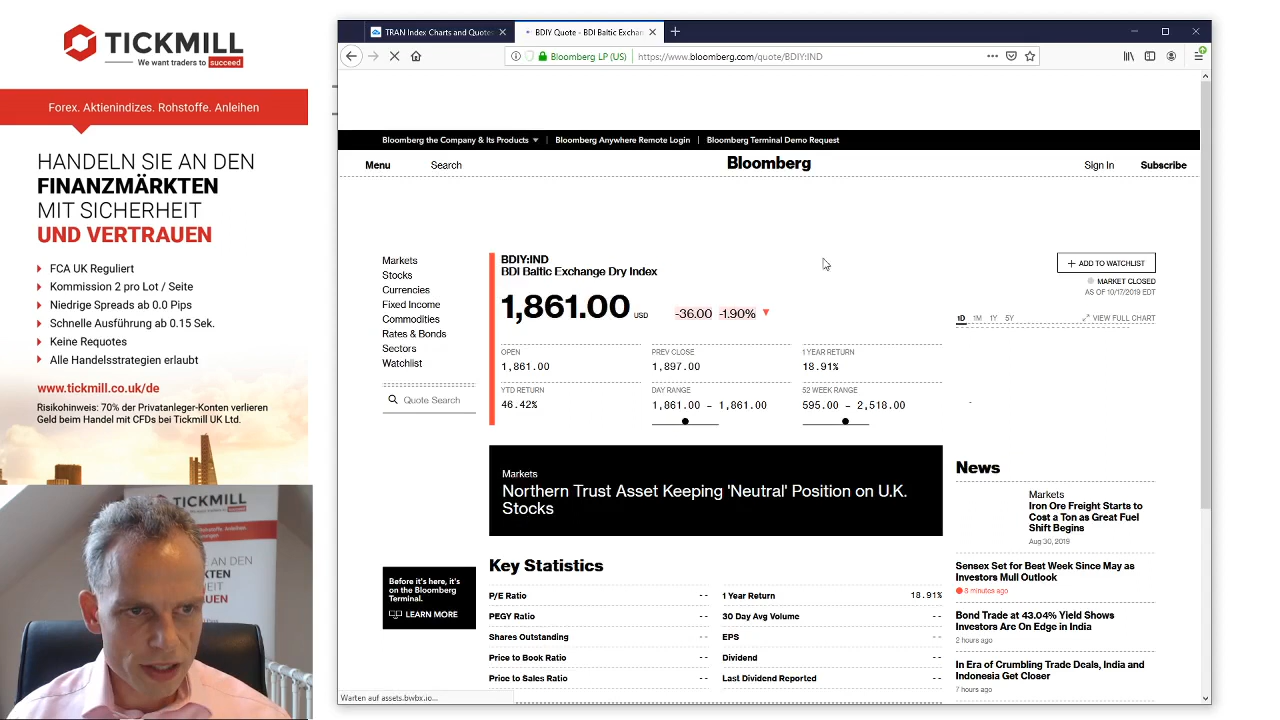 TICKMILL
We want traders to succeed
Forex. Aktienindizes. Rohstoffe. Anleihen
HANDELN SIE AN DEN
FINANZMÄRKTEN
MIT SICHERHEIT
UND VERTRAUEN
FCA UK Reguliert
Kommission 2 pro Lot / Seite
Niedrige Spreads ab 0.0 Pips
Schnelle Ausführung ab 0.15 Sek.
Keine Requotes
Alle Handelsstrategien erlaubt
www.tickmill.co.uk/de
Risikohinweis: 70% der Privatanleger-Konten verlieren
Geld beim Handel mit CFDs bei Tickmill UK Ltd.
TICKMILL
TRAN Index Charts and Quotes
BDIY Quote - BDI Baltic Exchan
Bloomberg LP (US)
https://www.bloomberg.com/quote/BDIY:IND
Bloomberg the Company & Its Products
Bloomberg Anywhere Remote Login
Bloomberg Terminal Demo Request
Menu
Search
Bloomberg
Sign In
Subscribe
Markets
Stocks
Currencies
Fixed Income
Commodities
Rates & Bonds
Sectors
Watchlist
Quote Search
BDIY:IND
BDI Baltic Exchange Dry Index
1,861.00 USD -36.00 -1.90%
OPEN
1,861.00
PREV CLOSE
1,897.00
1 YEAR RETURN
18.91%
YTD RETURN
46.42%
DAY RANGE
1,861.00 – 1,861.00
52 WEEK RANGE
595.00 – 2,518.00
+ ADD TO WATCHLIST
MARKET CLOSED
AS OF 10/17/2019 EDT
1D 1M 1Y 5Y
VIEW FULL CHART
Markets
Northern Trust Asset Keeping 'Neutral' Position on U.K.
Stocks
Before it's here, it's
on the Bloomberg
Terminal.
LEARN MORE
Key Statistics
P/E Ratio --
1 Year Return 18.91%
PEGY Ratio --
30 Day Avg Volume --
Shares Outstanding --
EPS --
Price to Book Ratio --
Dividend --
Price to Sales Ratio --
Last Dividend Reported --
News
Markets
Iron Ore Freight Starts to
Cost a Ton as Great Fuel
Shift Begins
Aug 30, 2019
Sensex Set for Best Week Since May as
Investors Mull Outlook
8 minutes ago
Bond Trade at 43.04% Yield Shows
Investors Are On Edge in India
2 hours ago
In Era of Crumbling Trade Deals, India and
Indonesia Get Closer
7 hours ago
Warten auf assets.bwbx.io...